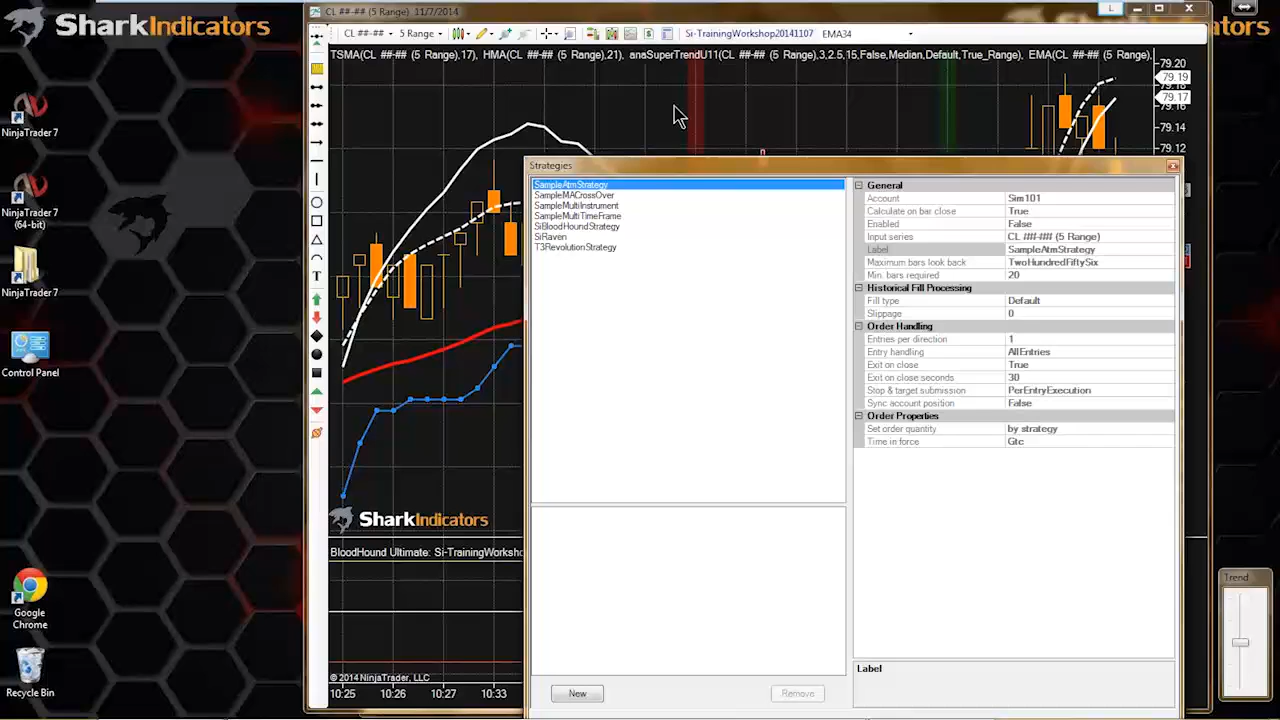 SharkIndicators
CL ##-## (5 Range) 11/7/2014
L
Indicators
CL ##-## 5 Range Si-TrainingWorkshop20141107 EMA34
TSMA(CL ##-## (5 Range),17), HMA(CL ##-## (5 Range),21), anaSuperTrendU11(CL ##-## (5 Range),3,2.5,15,False,Median,Default,True_Range), EMA(CL ##-## (5 Range),
79.20
79.19
79.18
79.17
79.16
79.14
79.12
NinjaTrader 7
NinjaTrader 7
(64-bit)
NinjaTrader 7
Control Panel
Google
Chrome
Recycle Bin
T
Strategies
SampleAtmStrategy
SampleMACrossOver
SampleMultiInstrument
SampleMultiTimeFrame
SiBloodHoundStrategy
SiRaven
T3RevolutionStrategy
General
Account Sim101
Calculate on bar close True
Enabled False
Input series CL ##-## (5 Range)
Label SampleAtmStrategy
Maximum bars look back TwoHundredFiftySix
Min. bars required 20
Historical Fill Processing
Fill type Default
Slippage 0
Order Handling
Entries per direction 1
Entry handling AllEntries
Exit on close True
Exit on close seconds 30
Stop & target submission PerEntryExecution
Sync account position False
Order Properties
Set order quantity by strategy
Time in force Gtc
Label
New Remove
SharkIndicators
BloodHound Ultimate: Si-TrainingWorksho
© 2014 NinjaTrader, LLC
10:25 10:26 10:27 10:33
Trend